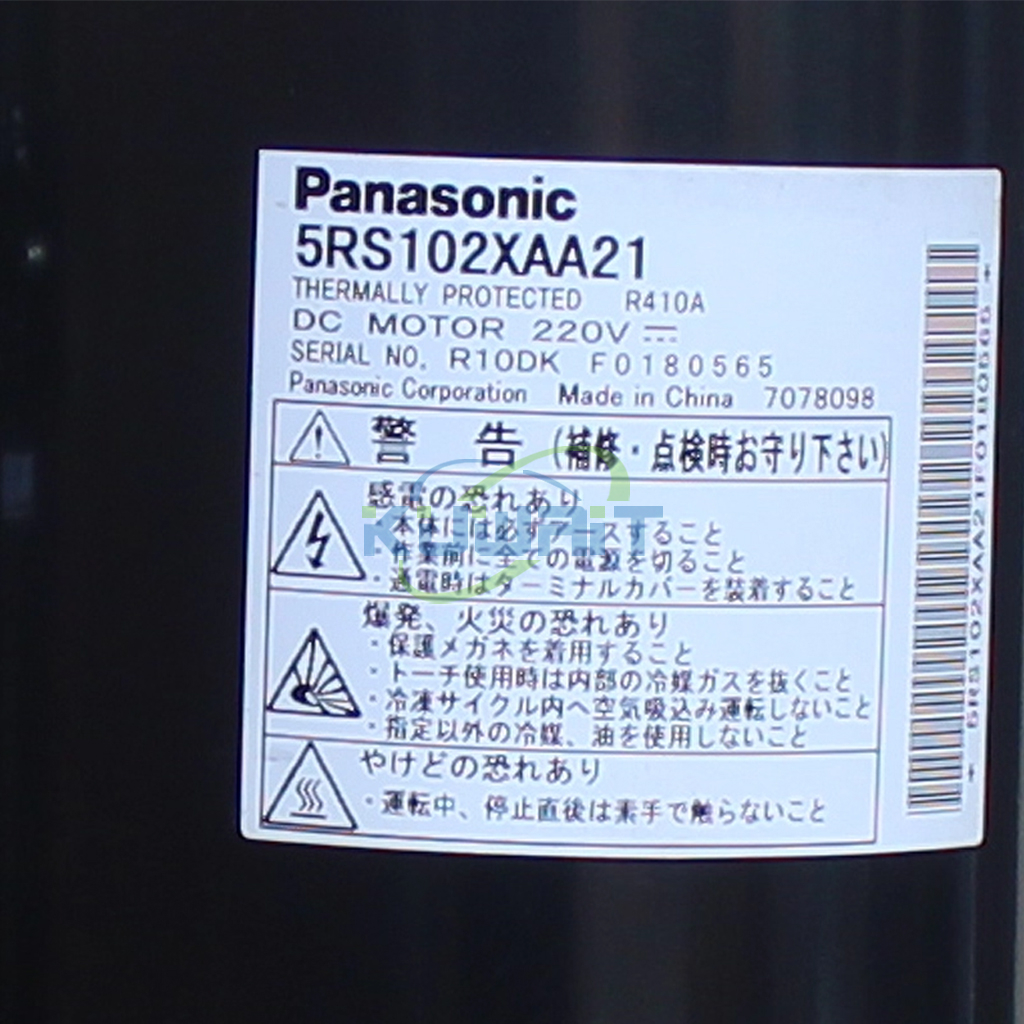 Panasonic
5RS102XAA21
THERMALLY PROTECTED R410A
DC MOTOR 220V ⎓
SERIAL NO. R10DK F0180565
Panasonic Corporation Made in China 7078098
警 告 (補修・点検時お守り下さい)
感電の恐れあり
・本体には必ずアースすること
・作業前に全ての電源を切ること
・通電時はターミナルカバーを装着すること
爆発、火災の恐れあり
・保護メガネを着用すること
・トーチ使用時は内部の冷媒ガスを抜くこと
・冷凍サイクル内へ空気吸込み運転しないこと
・指定以外の冷媒、油を使用しないこと
やけどの恐れあり
・運転中、停止直後は素手で触らないこと
5RS102XAA21F0180565